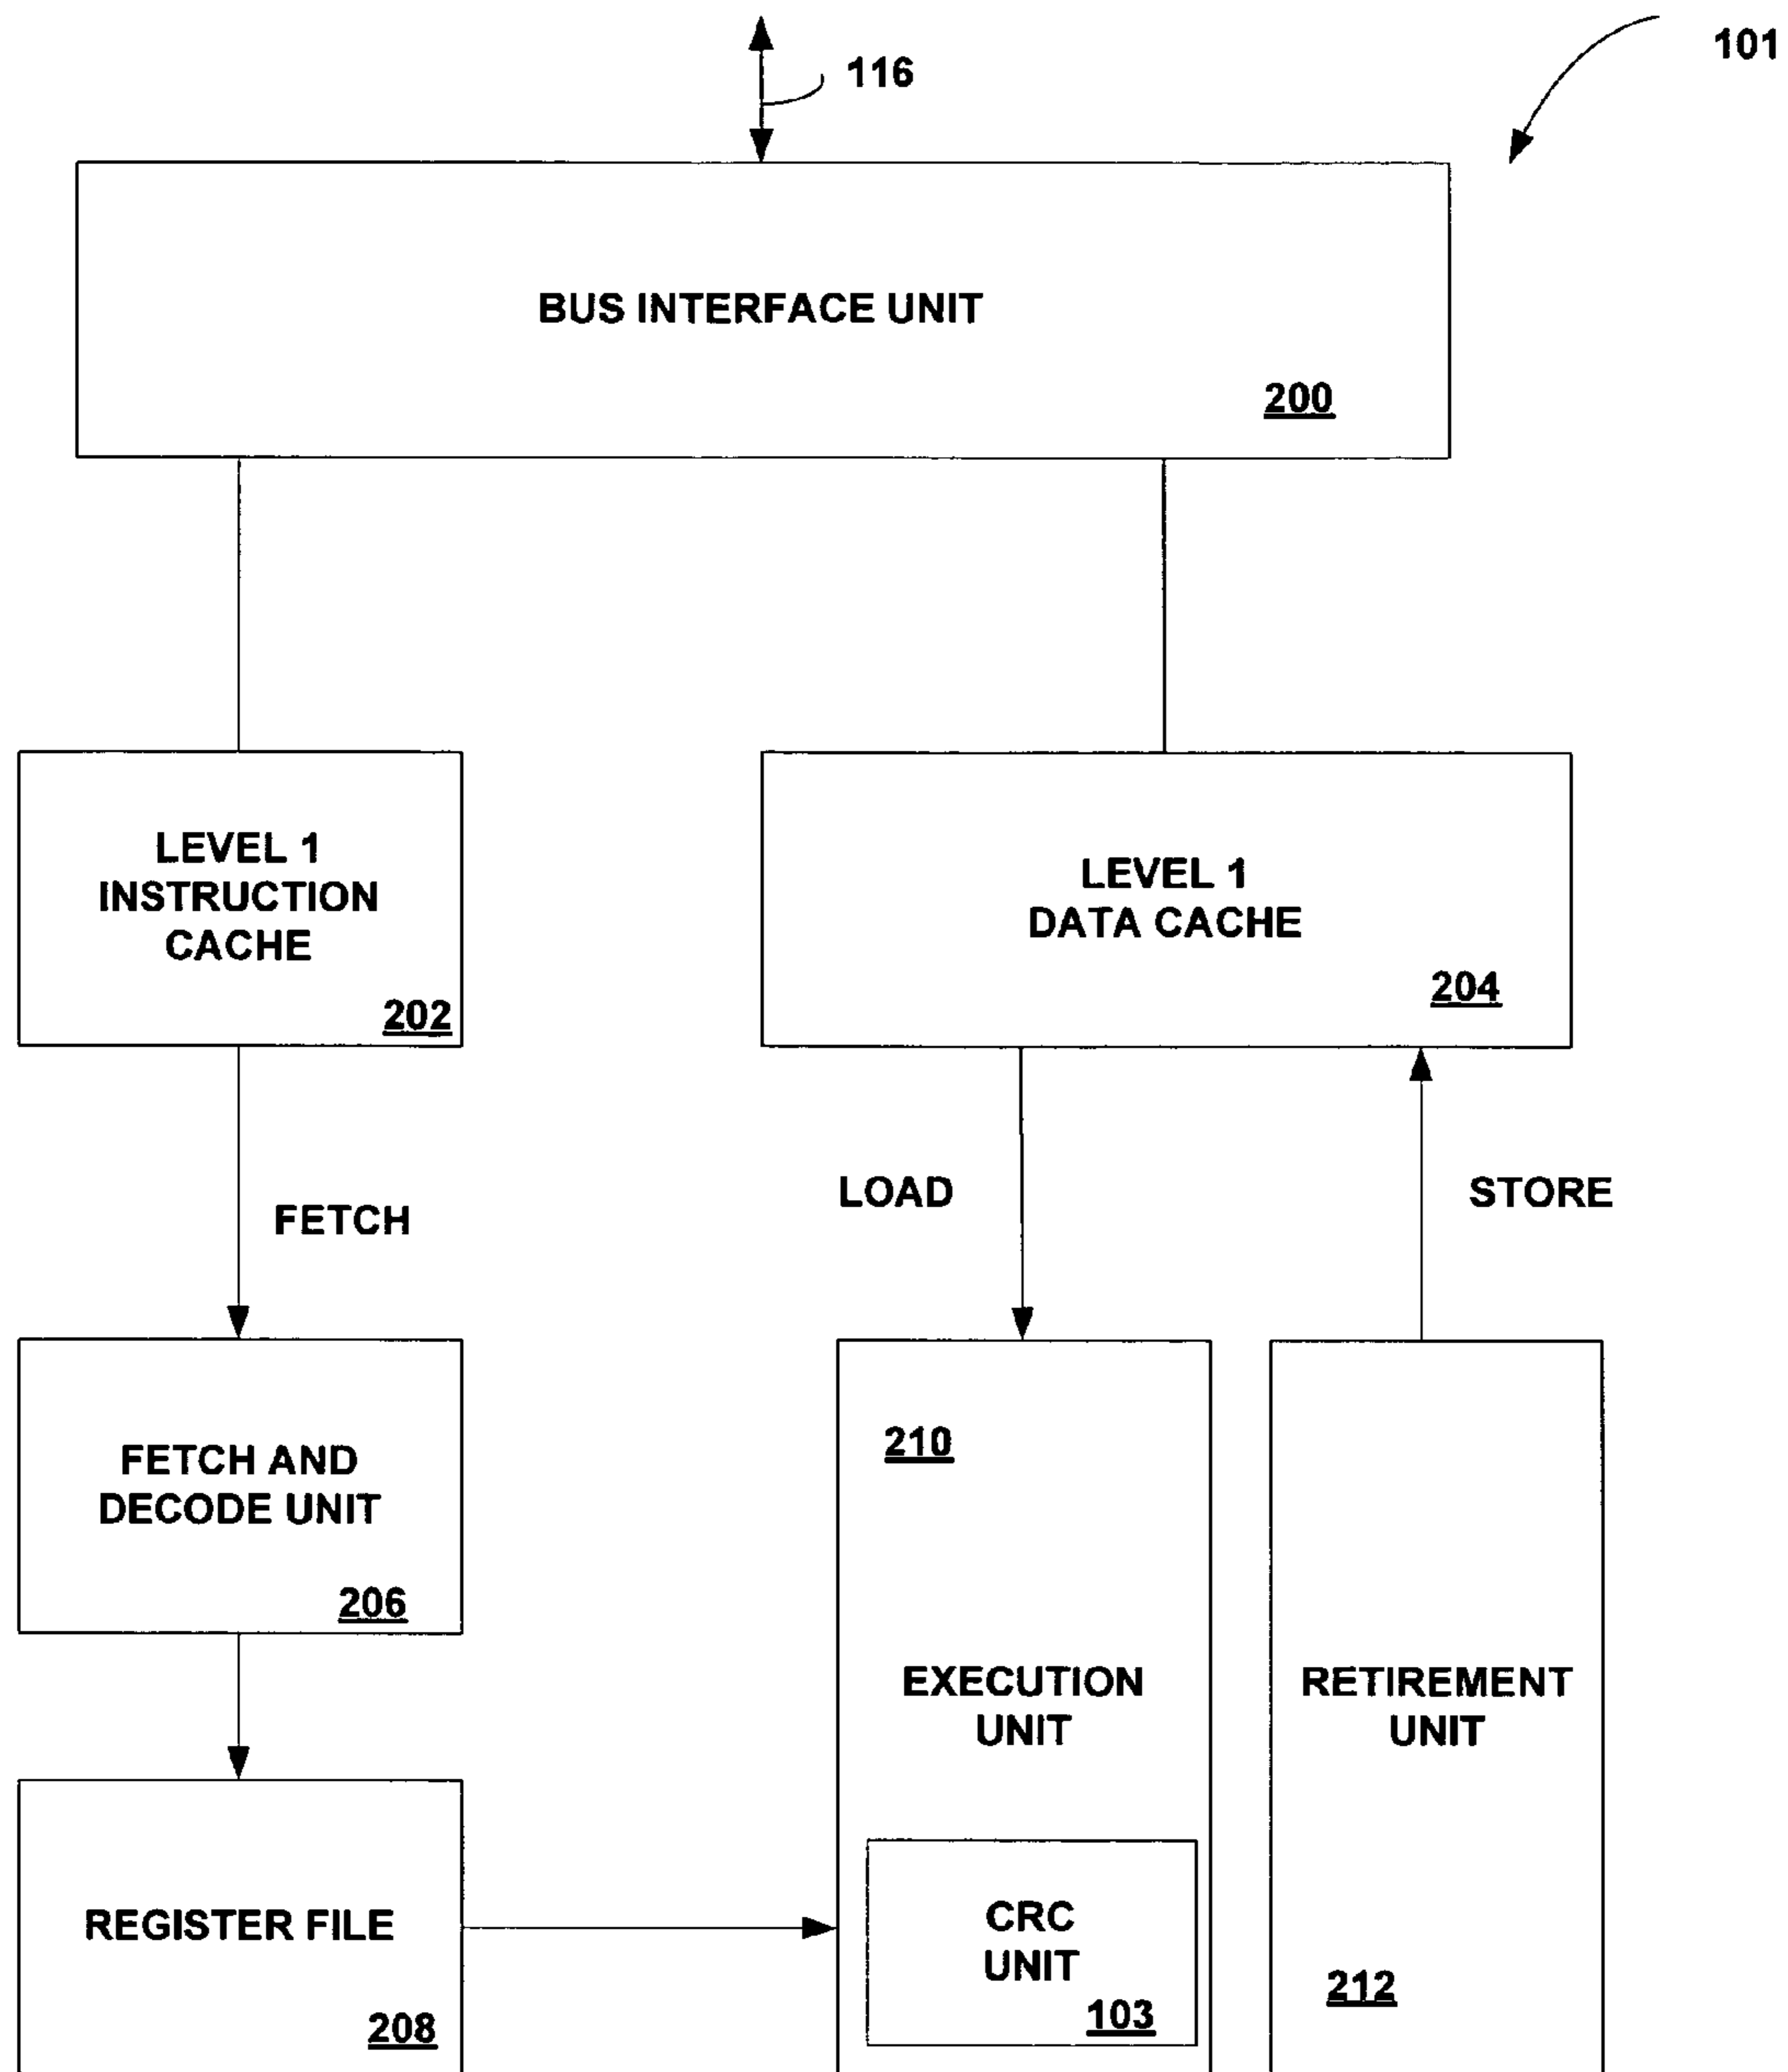 101
116
BUS INTERFACE UNIT
200
LEVEL 1
INSTRUCTION
CACHE
202
LEVEL 1
DATA CACHE
204
FETCH
LOAD
STORE
FETCH AND
DECODE UNIT
206
210
EXECUTION
UNIT
RETIREMENT
UNIT
REGISTER FILE
208
CRC
UNIT
103
212